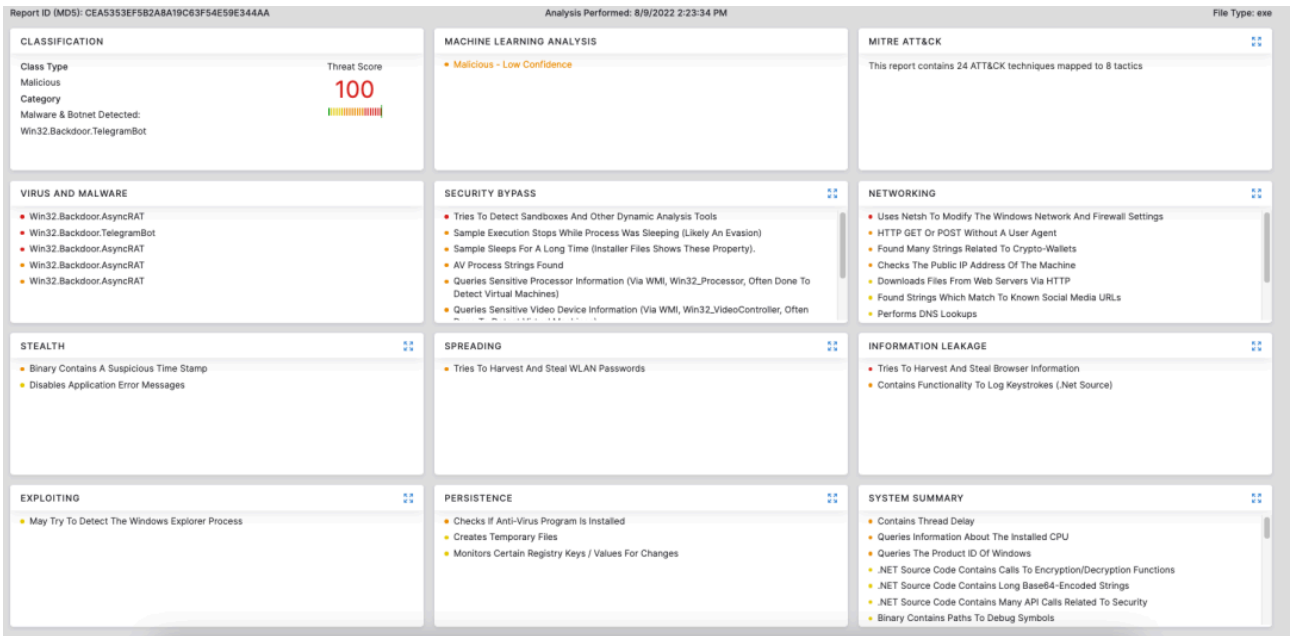 Report ID (MD5): CEA5353EF5B2A8A19C63F54E59E344AA
Analysis Performed: 8/9/2022 2:23:34 PM
File Type: exe
CLASSIFICATION
Class Type
Threat Score
Malicious
100
Category
Malware & Botnet Detected:
Win32.Backdoor.TelegramBot
MACHINE LEARNING ANALYSIS
Malicious - Low Confidence
MITRE ATT&CK
This report contains 24 ATT&CK techniques mapped to 8 tactics
VIRUS AND MALWARE
Win32.Backdoor.AsyncRAT
Win32.Backdoor.TelegramBot
Win32.Backdoor.AsyncRAT
Win32.Backdoor.AsyncRAT
Win32.Backdoor.AsyncRAT
SECURITY BYPASS
Tries To Detect Sandboxes And Other Dynamic Analysis Tools
Sample Execution Stops While Process Was Sleeping (Likely An Evasion)
Sample Sleeps For A Long Time (Installer Files Shows These Property).
AV Process Strings Found
Queries Sensitive Processor Information (Via WMI, Win32_Processor, Often Done To
Detect Virtual Machines)
Queries Sensitive Video Device Information (Via WMI, Win32_VideoController, Often
NETWORKING
Uses Netsh To Modify The Windows Network And Firewall Settings
HTTP GET Or POST Without A User Agent
Found Many Strings Related To Crypto-Wallets
Checks The Public IP Address Of The Machine
Downloads Files From Web Servers Via HTTP
Found Strings Which Match To Known Social Media URLs
Performs DNS Lookups
STEALTH
Binary Contains A Suspicious Time Stamp
Disables Application Error Messages
SPREADING
Tries To Harvest And Steal WLAN Passwords
INFORMATION LEAKAGE
Tries To Harvest And Steal Browser Information
Contains Functionality To Log Keystrokes (.Net Source)
EXPLOITING
May Try To Detect The Windows Explorer Process
PERSISTENCE
Checks If Anti-Virus Program Is Installed
Creates Temporary Files
Monitors Certain Registry Keys / Values For Changes
SYSTEM SUMMARY
Contains Thread Delay
Queries Information About The Installed CPU
Queries The Product ID Of Windows
.NET Source Code Contains Calls To Encryption/Decryption Functions
.NET Source Code Contains Long Base64-Encoded Strings
.NET Source Code Contains Many API Calls Related To Security
Binary Contains Paths To Debug Symbols